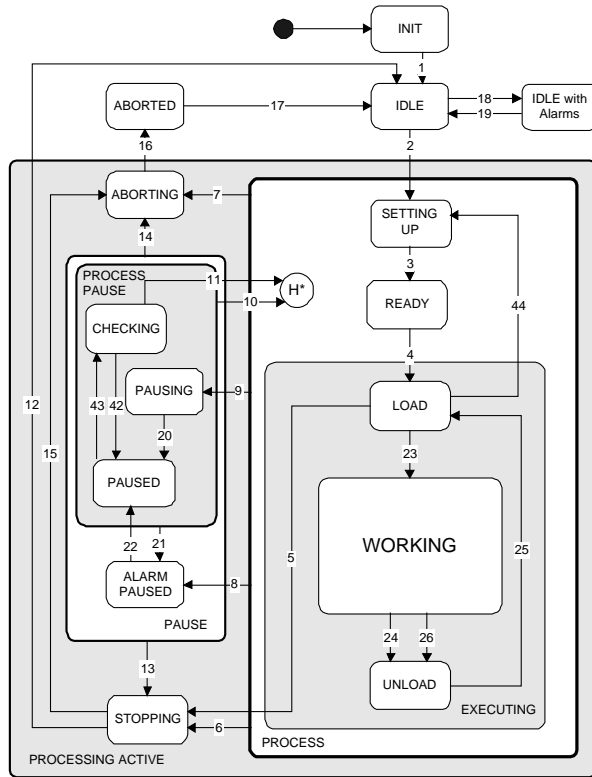 INIT
1
ABORTED
17
IDLE
18
19
IDLE with
Alarms
16
2
ABORTING
7
SETTING
UP
14
3
PROCESS
PAUSE
11
H*
10
READY
44
CHECKING
4
12
15
43
42
PAUSING
9
LOAD
20
23
PAUSED
22
21
5
WORKING
25
ALARM
PAUSED
8
PAUSE
24
26
13
UNLOAD
STOPPING
6
EXECUTING
PROCESS
PROCESSING ACTIVE